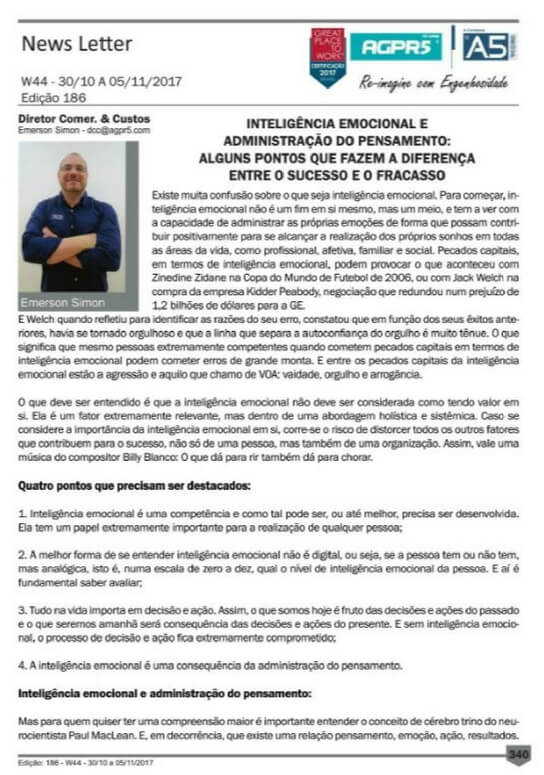 News Letter
GREAT
PLACE
TO
WORK
CERTIFICAÇÃO
2017
AGPR5
A5
Re-imagine com Engenhosidade
W44 - 30/10 A 05/11/2017
Edição 186
Diretor Comer. & Custos
Emerson Simon - dcc@agpr5.com
INTELIGÊNCIA EMOCIONAL E
ADMINISTRAÇÃO DO PENSAMENTO:
ALGUNS PONTOS QUE FAZEM A DIFERENÇA
ENTRE O SUCESSO E O FRACASSO
Emerson Simon
Existe muita confusão sobre o que seja inteligência emocional. Para começar, in-
teligência emocional não é um fim em si mesmo, mas um meio, e tem a ver com
a capacidade de administrar as próprias emoções de forma que possam contri-
buir positivamente para se alcançar a realização dos próprios sonhos em todas
as áreas da vida, como profissional, afetiva, familiar e social. Pecados capitais,
em termos de inteligência emocional, podem provocar o que aconteceu com
Zinedine Zidane na Copa do Mundo de Futebol de 2006, ou com Jack Welch na
compra da empresa Kidder Peabody, negociação que redundou num prejuízo de
1,2 bilhões de dólares para a GE.
E Welch quando refletiu para identificar as razões do seu erro, constatou que em função dos seus êxitos ante-
riores, havia se tornado orgulhoso e que a linha que separa a autoconfiança do orgulho é muito tênue. O que
significa que mesmo pessoas extremamente competentes quando cometem pecados capitais em termos de
inteligência emocional podem cometer erros de grande monta. E entre os pecados capitais da inteligência
emocional estão a agressão e aquilo que chamo de VOA: vaidade, orgulho e arrogância.
O que deve ser entendido é que a inteligência emocional não deve ser considerada como tendo valor em
si. Ela é um fator extremamente relevante, mas dentro de uma abordagem holística e sistêmica. Caso se
considere a importância da inteligência emocional em si, corre-se o risco de distorcer todos os outros fatores
que contribuem para o sucesso, não só de uma pessoa, mas também de uma organização. Assim, vale uma
música do compositor Billy Blanco: O que dá para rir também dá para chorar.
Quatro pontos que precisam ser destacados:
1. Inteligência emocional é uma competência e como tal pode ser, ou até melhor, precisa ser desenvolvida.
Ela tem um papel extremamente importante para a realização de qualquer pessoa;
2. A melhor forma de se entender inteligência emocional não é digital, ou seja, se a pessoa tem ou não tem,
mas analógica, isto é, numa escala de zero a dez, qual o nível de inteligência emocional da pessoa. E aí é
fundamental saber avaliar;
3. Tudo na vida importa em decisão e ação. Assim, o que somos hoje é fruto das decisões e ações do passado
e o que seremos amanhã será consequência das decisões e ações do presente. E sem inteligência emocio-
nal, o processo de decisão e ação fica extremamente comprometido;
4. A inteligência emocional é uma consequência da administração do pensamento.
Inteligência emocional e administração do pensamento:
Mas para quem quiser ter uma compreensão maior é importante entender o conceito de cérebro trino do neu-
rocientista Paul MacLean. E, em decorrência, que existe uma relação pensamento, emoção, ação, resultados.
340
Edição: 186 - W44 - 30/10 a 05/11/2017